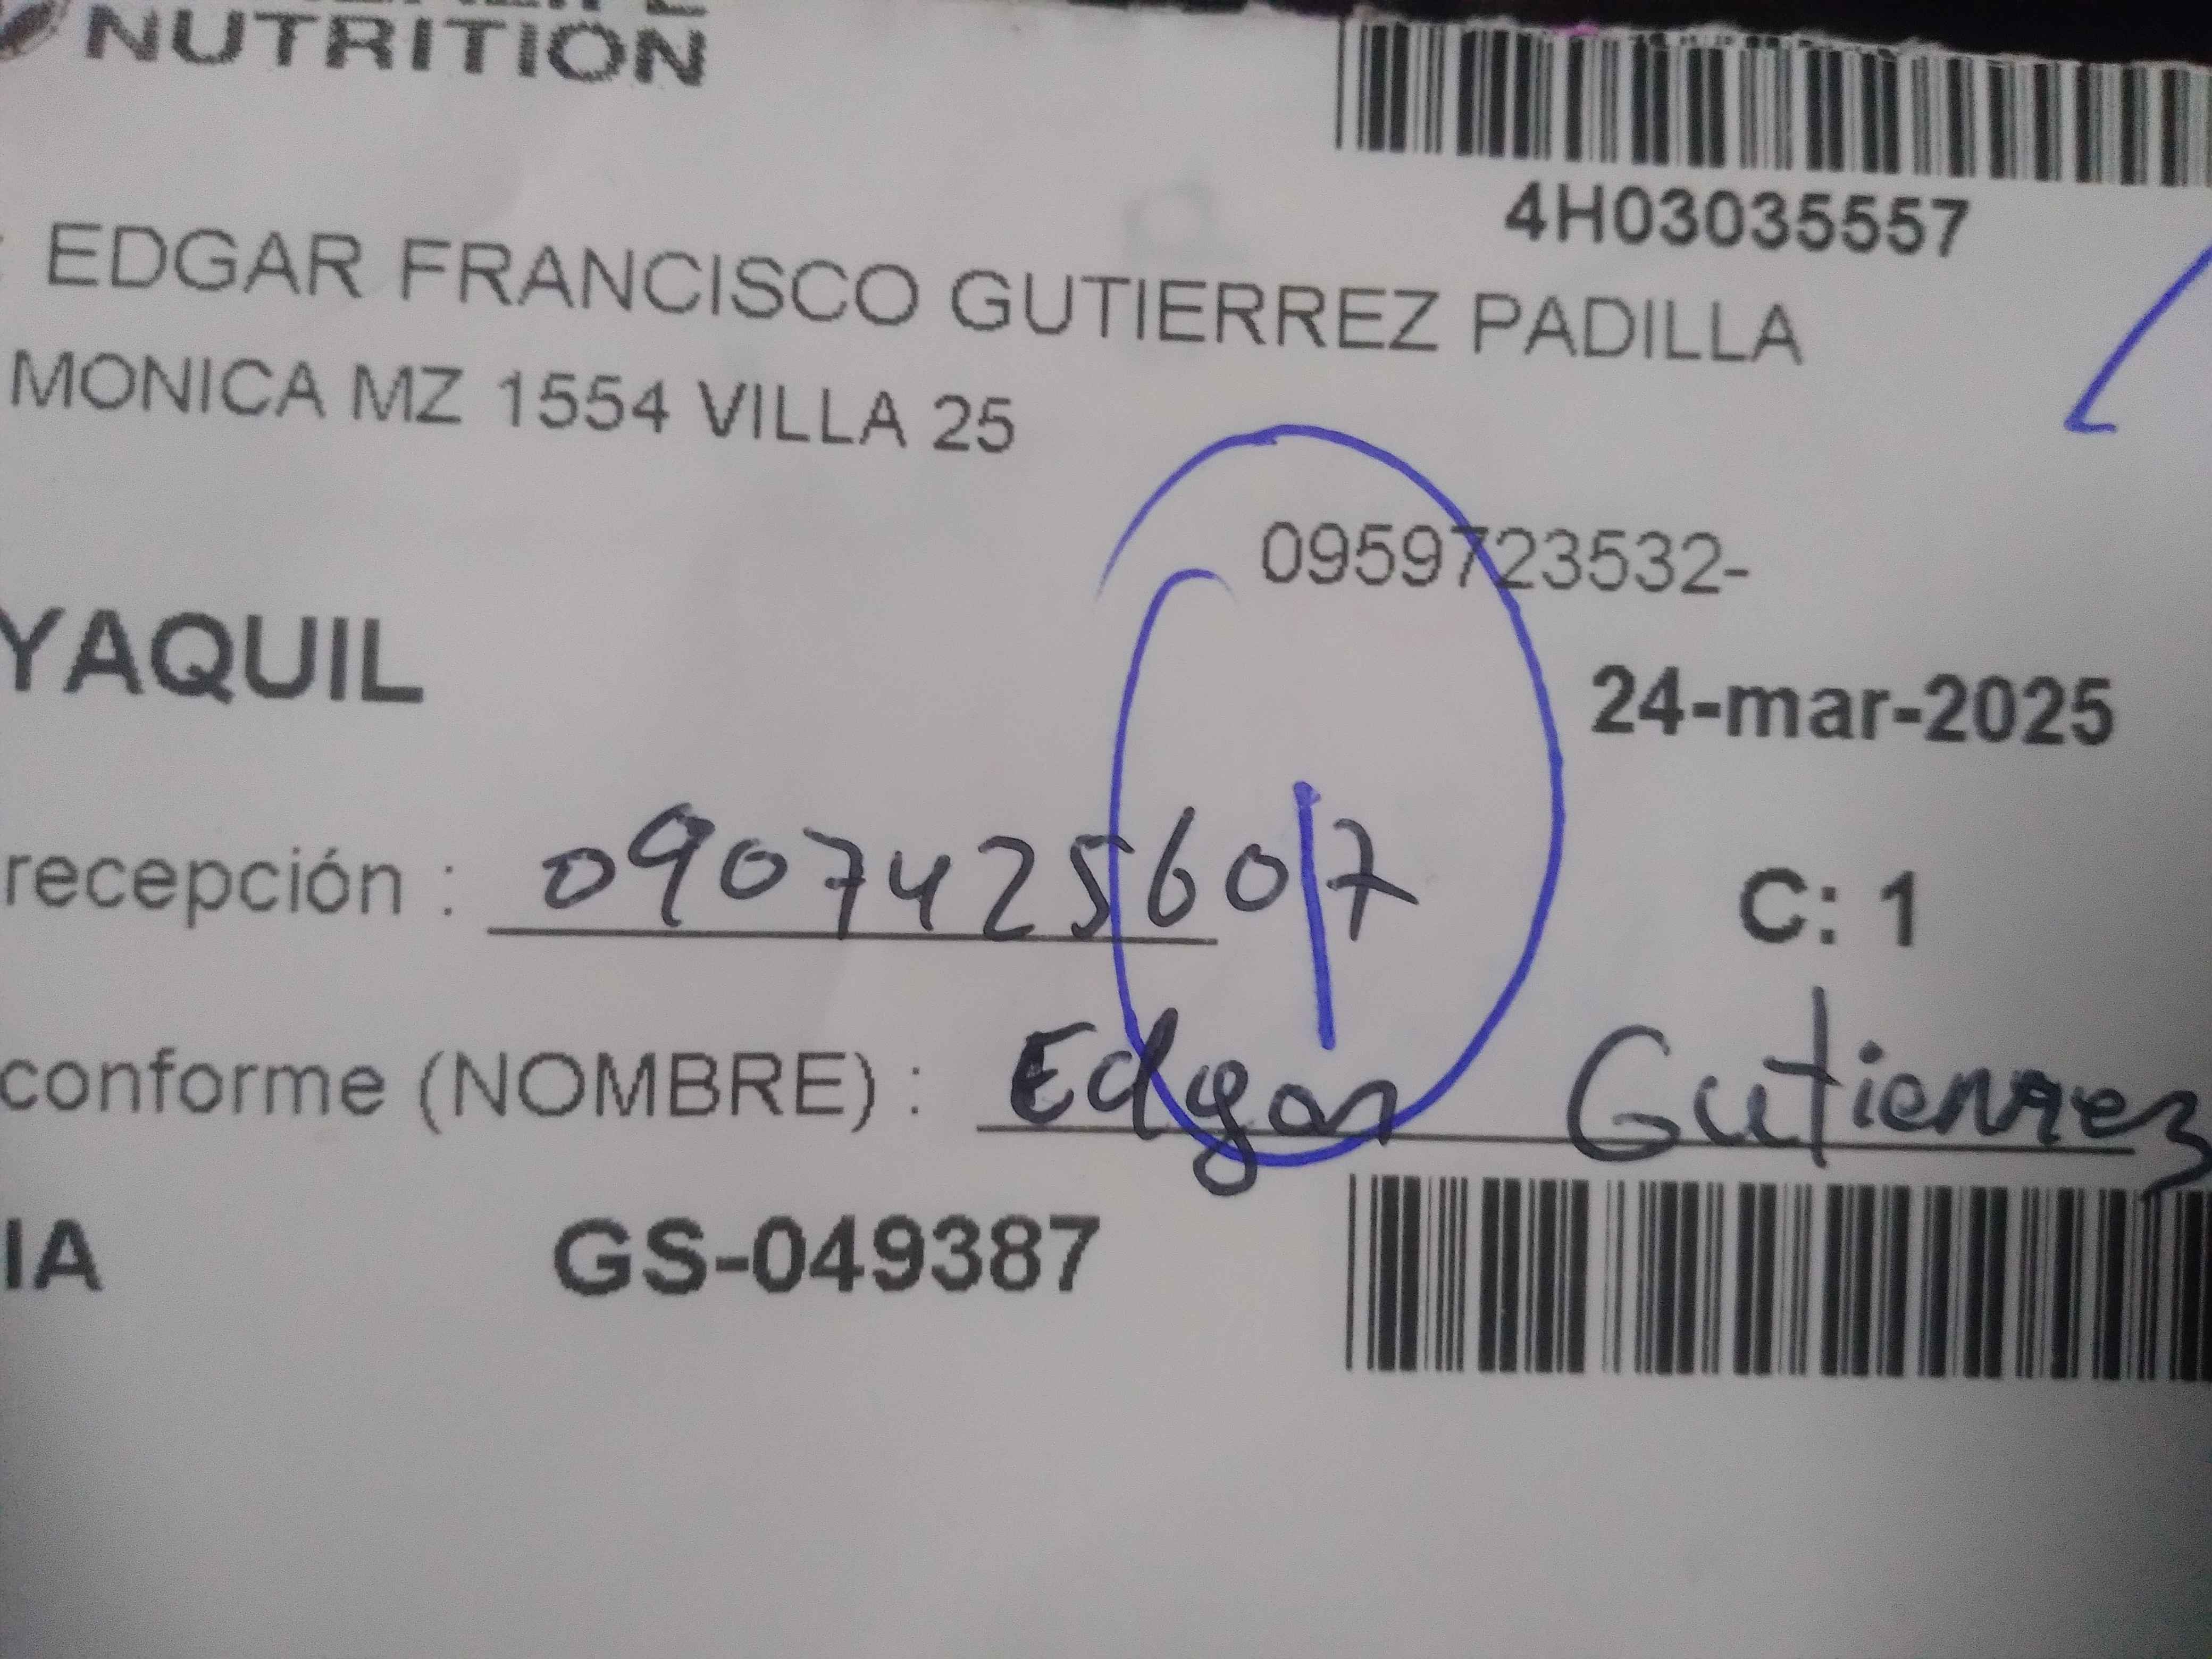 NUTRITION
4H03035557
EDGAR FRANCISCO GUTIERREZ PADILLA
MONICA MZ 1554 VILLA 25
0959723532-
YAQUIL
24-mar-2025
recepción : 0907425607
C: 1
conforme (NOMBRE) : Edgar Gutierrez
IA GS-049387